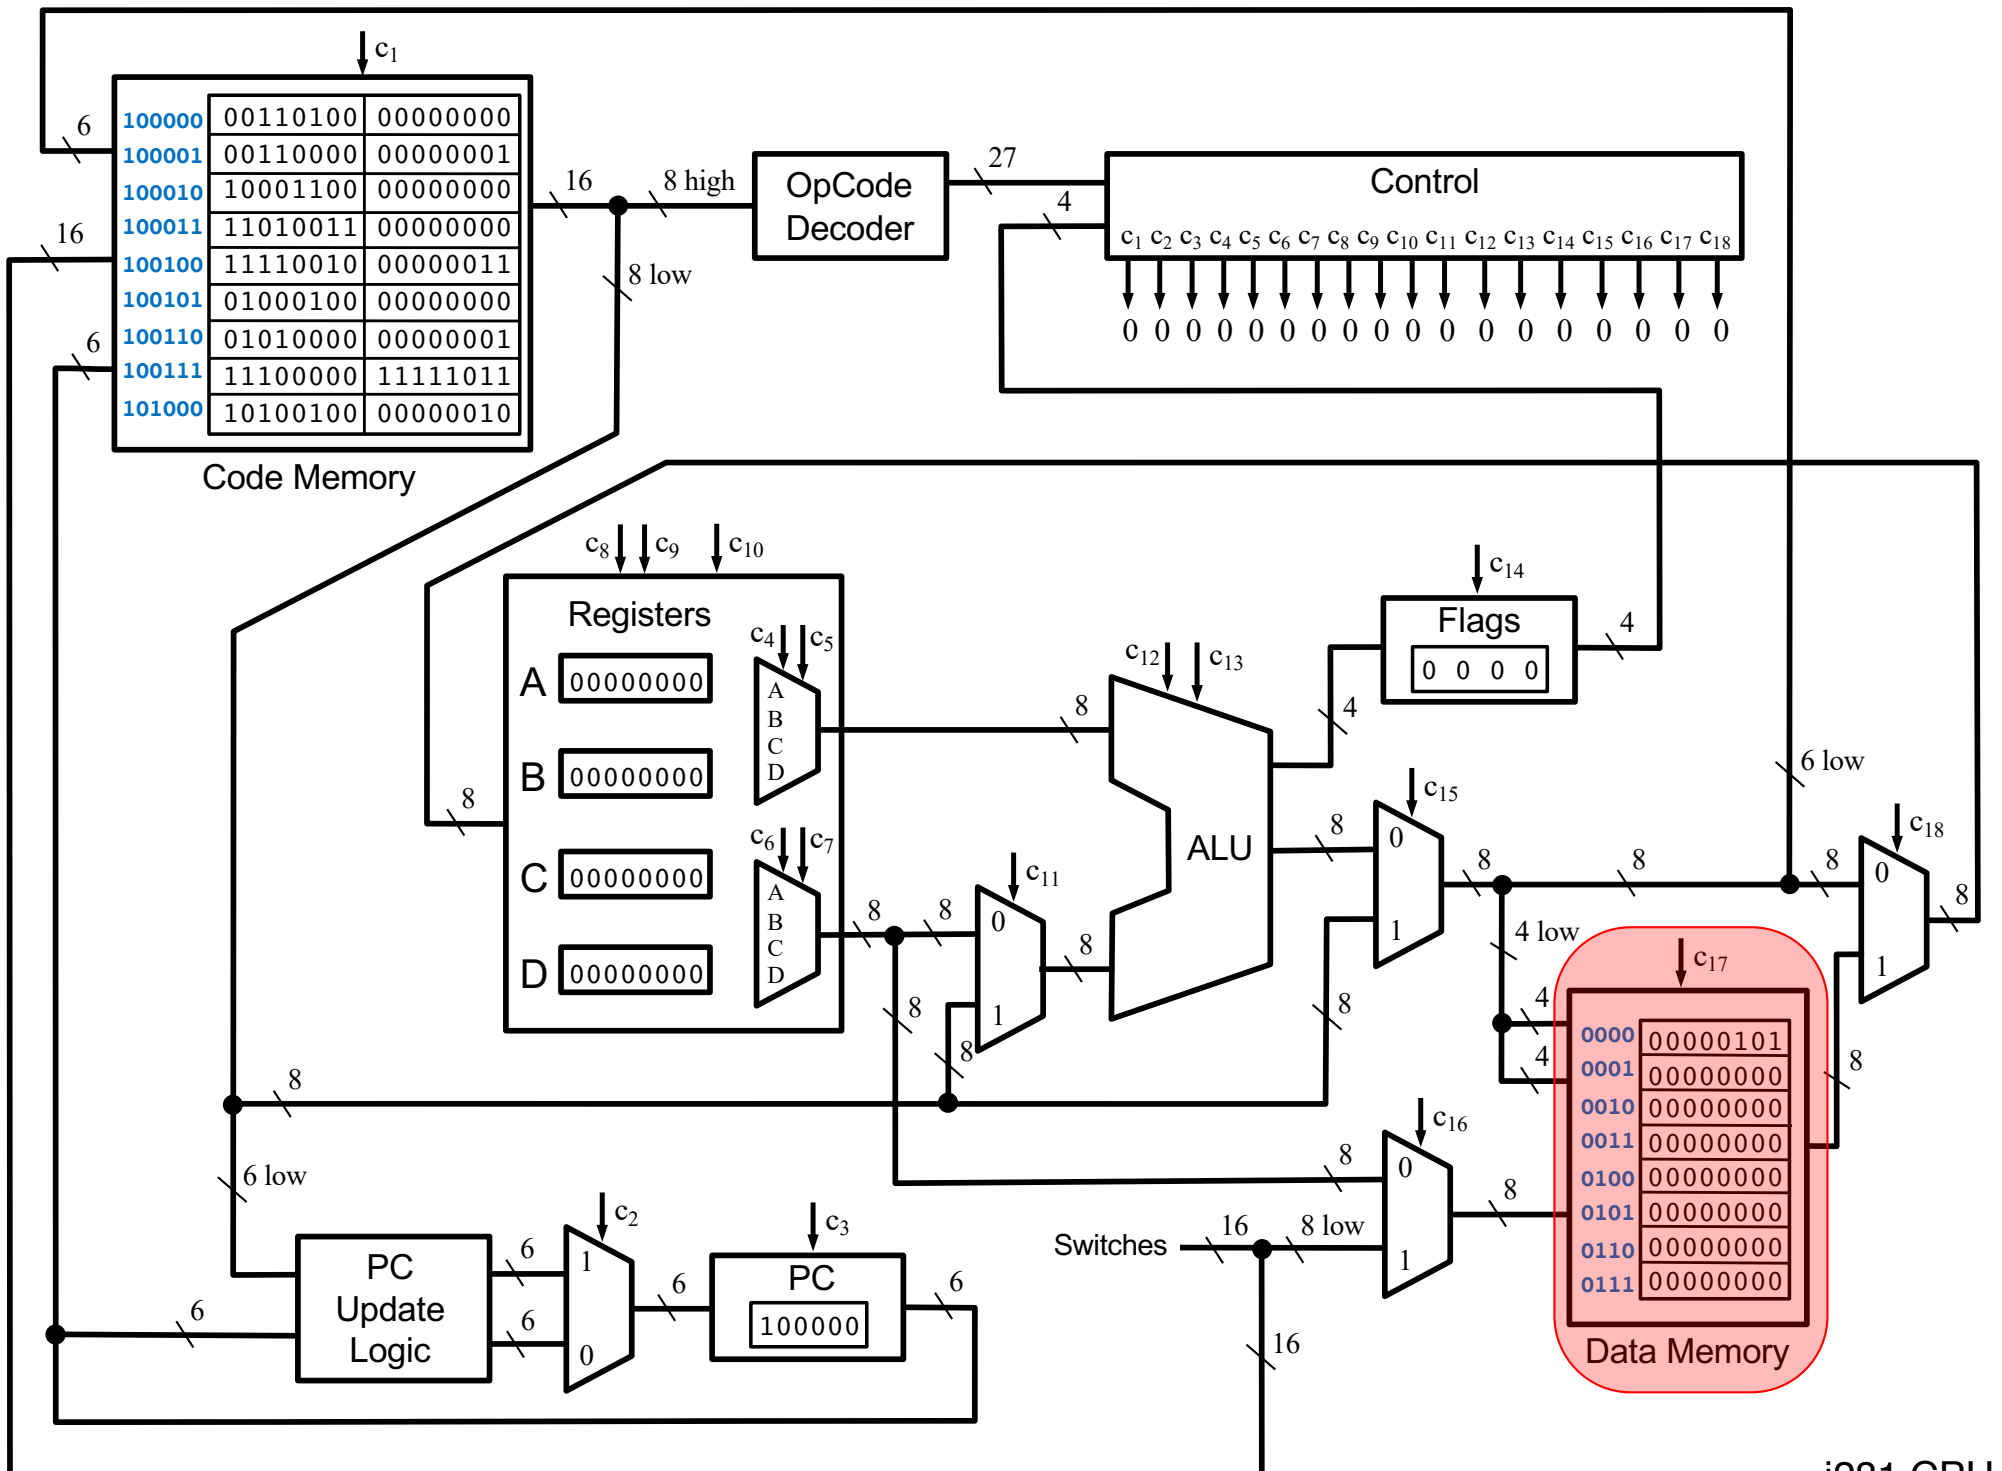 c1
6
16
6
100000 00110100 00000000
100001 00110000 00000001
100010 10001100 00000000
100011 11010011 00000000
100100 11110010 00000011
100101 01000100 00000000
100110 01010000 00000001
100111 11100000 11111011
101000 10100100 00000010
Code Memory
16
8 high
8 low
OpCode
Decoder
27
4
Control
c1 c2 c3 c4 c5 c6 c7 c8 c9 c10 c11 c12 c13 c14 c15 c16 c17 c18
0 0 0 0 0 0 0 0 0 0 0 0 0 0 0 0 0 0
c8 c9 c10
Registers
A 00000000
B 00000000
C 00000000
D 00000000
8
c4 c5
A
B
C
D
c6 c7
A
B
C
D
8
8
8
8
c11
0
1
8
8
c12 c13
ALU
c14
Flags
0 0 0 0
4
4
8
c15
0
1
8
8
8
8
6 low
4 low
4
4
c18
0
1
8
8
c17
0000 00000101
0001 00000000
0010 00000000
0011 00000000
0100 00000000
0101 00000000
0110 00000000
0111 00000000
Data Memory
8
c16
0
1
8
8
Switches
16
8 low
16
6 low
6
PC
Update
Logic
6
6
c2
1
0
6
c3
PC
100000
6